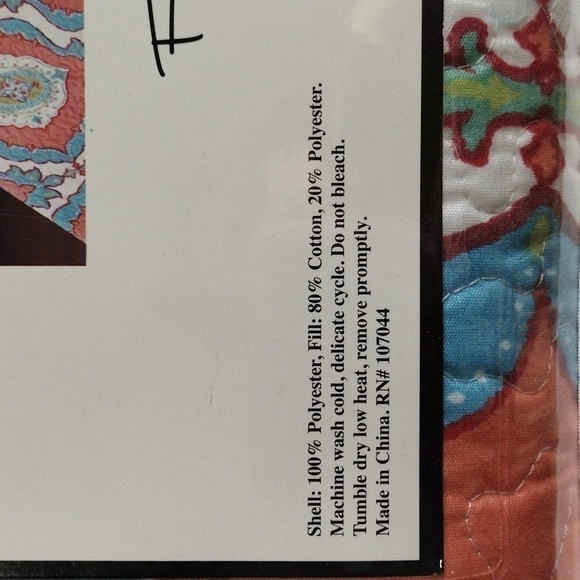 Shell: 100% Polyester, Fill: 80% Cotton, 20% Polyester.
Machine wash cold, delicate cycle. Do not bleach.
Tumble dry low heat, remove promptly.
Made in China. RN# 107044